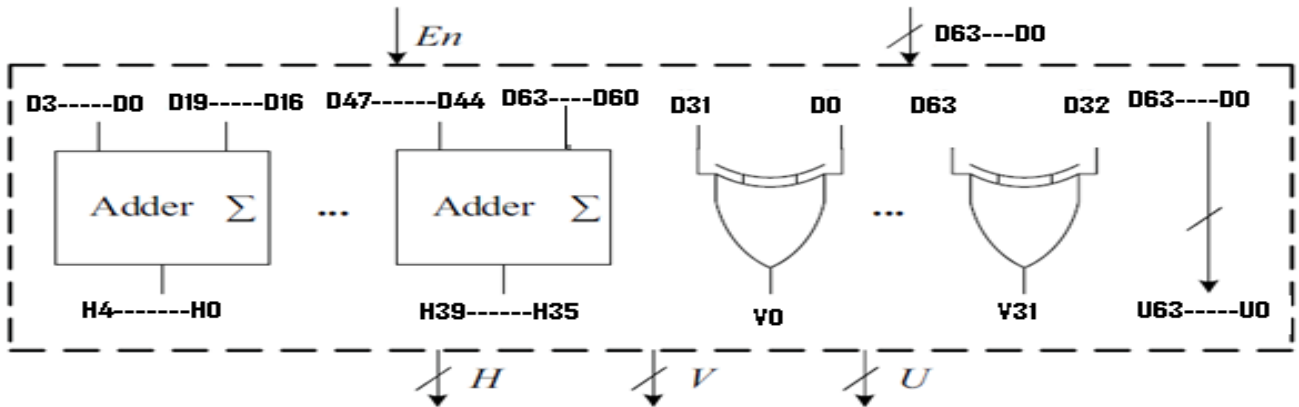 En
D63---D0
D3-----D0 D19-----D16 D47------D44 D63----D60 D31 D0 D63 D32 D63----D0
Adder Σ ... Adder Σ ...
H4-------H0 H39------H35 V0 V31 U63-----U0
H V U